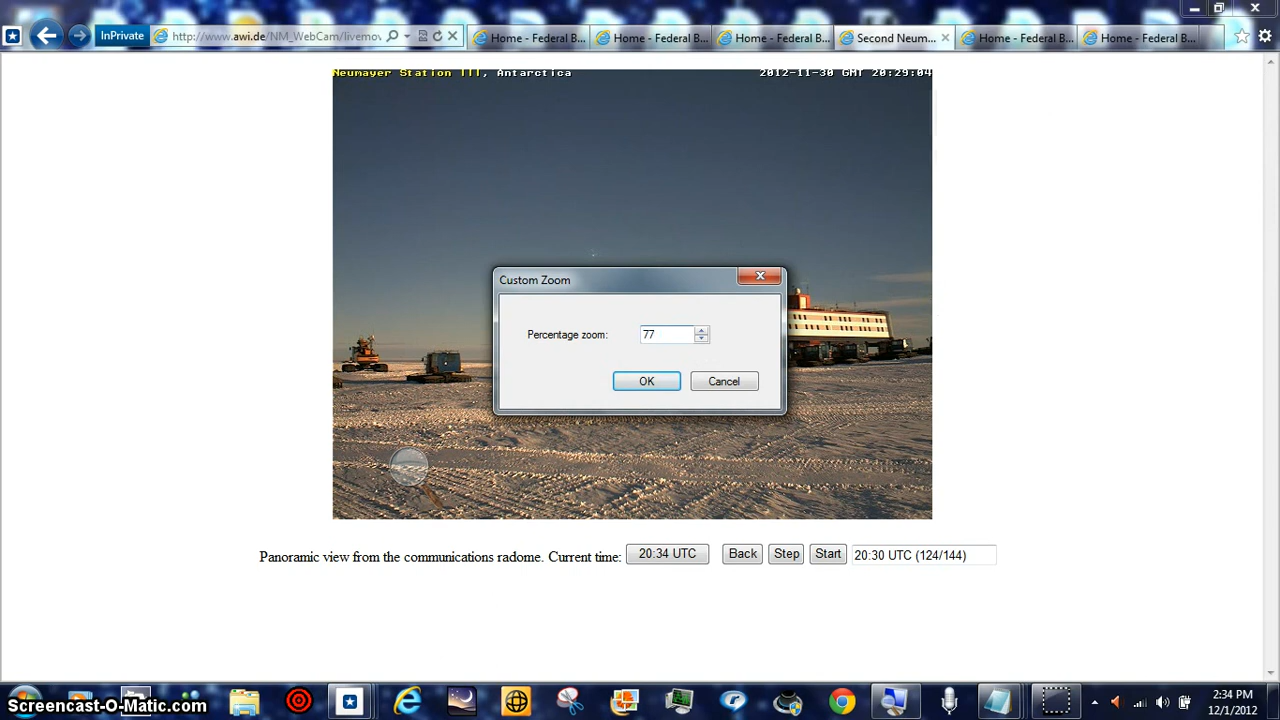 InPrivate
http://www.awi.de/NM_WebCam/livemov
Home - Federal B...
Home - Federal B...
Home - Federal B...
Second Neum...
Home - Federal B...
Home - Federal B...
Neumayer Station III, Antarctica
2012-11-30 GMT 20:29:04
Custom Zoom
Percentage zoom:
77
OK
Cancel
Panoramic view from the communications radome. Current time: 20:34 UTC Back Step Start 20:30 UTC (124/144)
Screencast-O-Matic.com
2:34 PM
12/1/2012